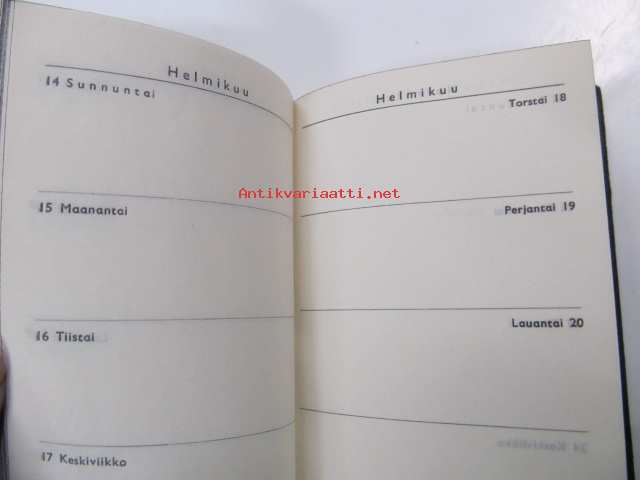 Helmikuu
14 Sunnuntai
15 Maanantai
16 Tiistai
17 Keskiviikko
Helmikuu
Torstai 18
Perjantai 19
Lauantai 20
Antikvariaatti.net